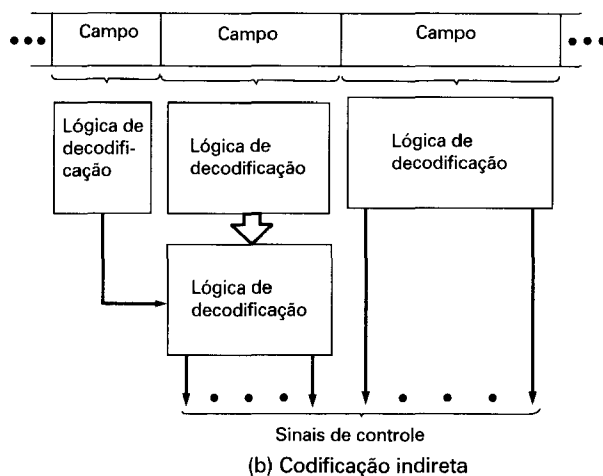 Campo Campo Campo
Lógica de
decodifi-
cação
Lógica de
decodificação
Lógica de
decodificação
Lógica de
decodificação
Sinais de controle
(b) Codificação indireta